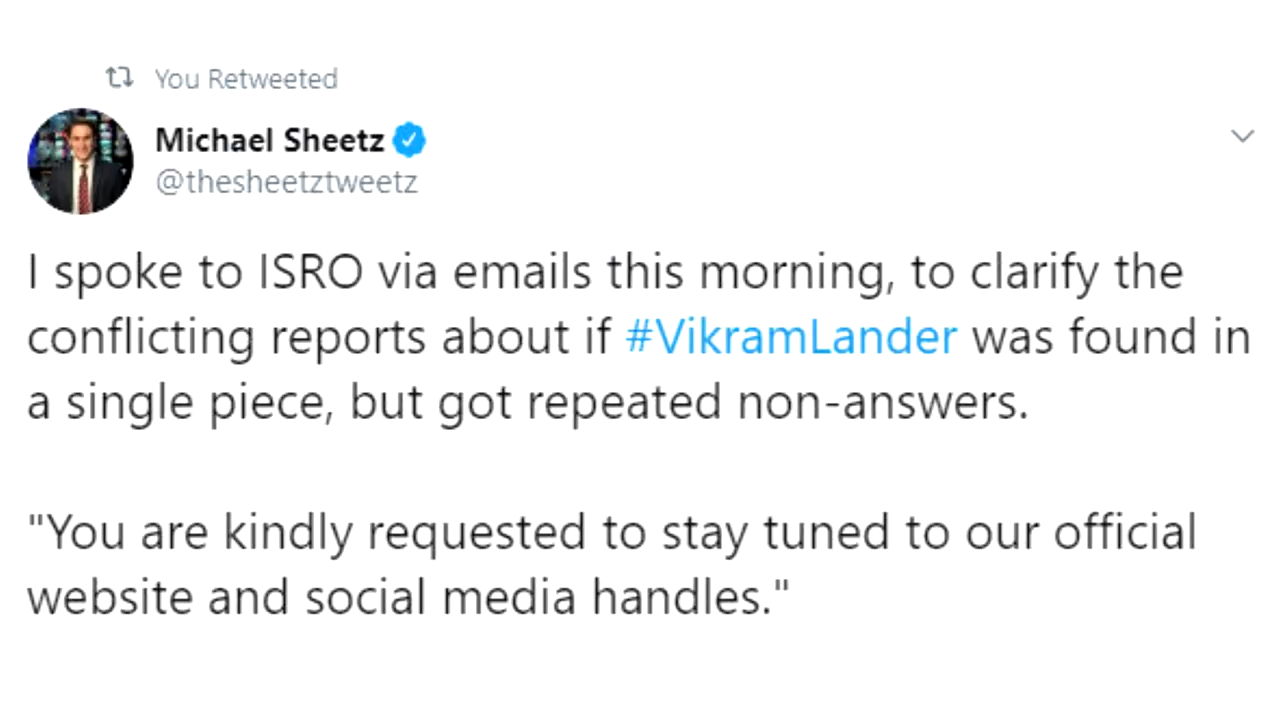 You Retweeted
Michael Sheetz
@thesheetztweetz
I spoke to ISRO via emails this morning, to clarify the
conflicting reports about if #VikramLander was found in
a single piece, but got repeated non-answers.
"You are kindly requested to stay tuned to our official
website and social media handles."